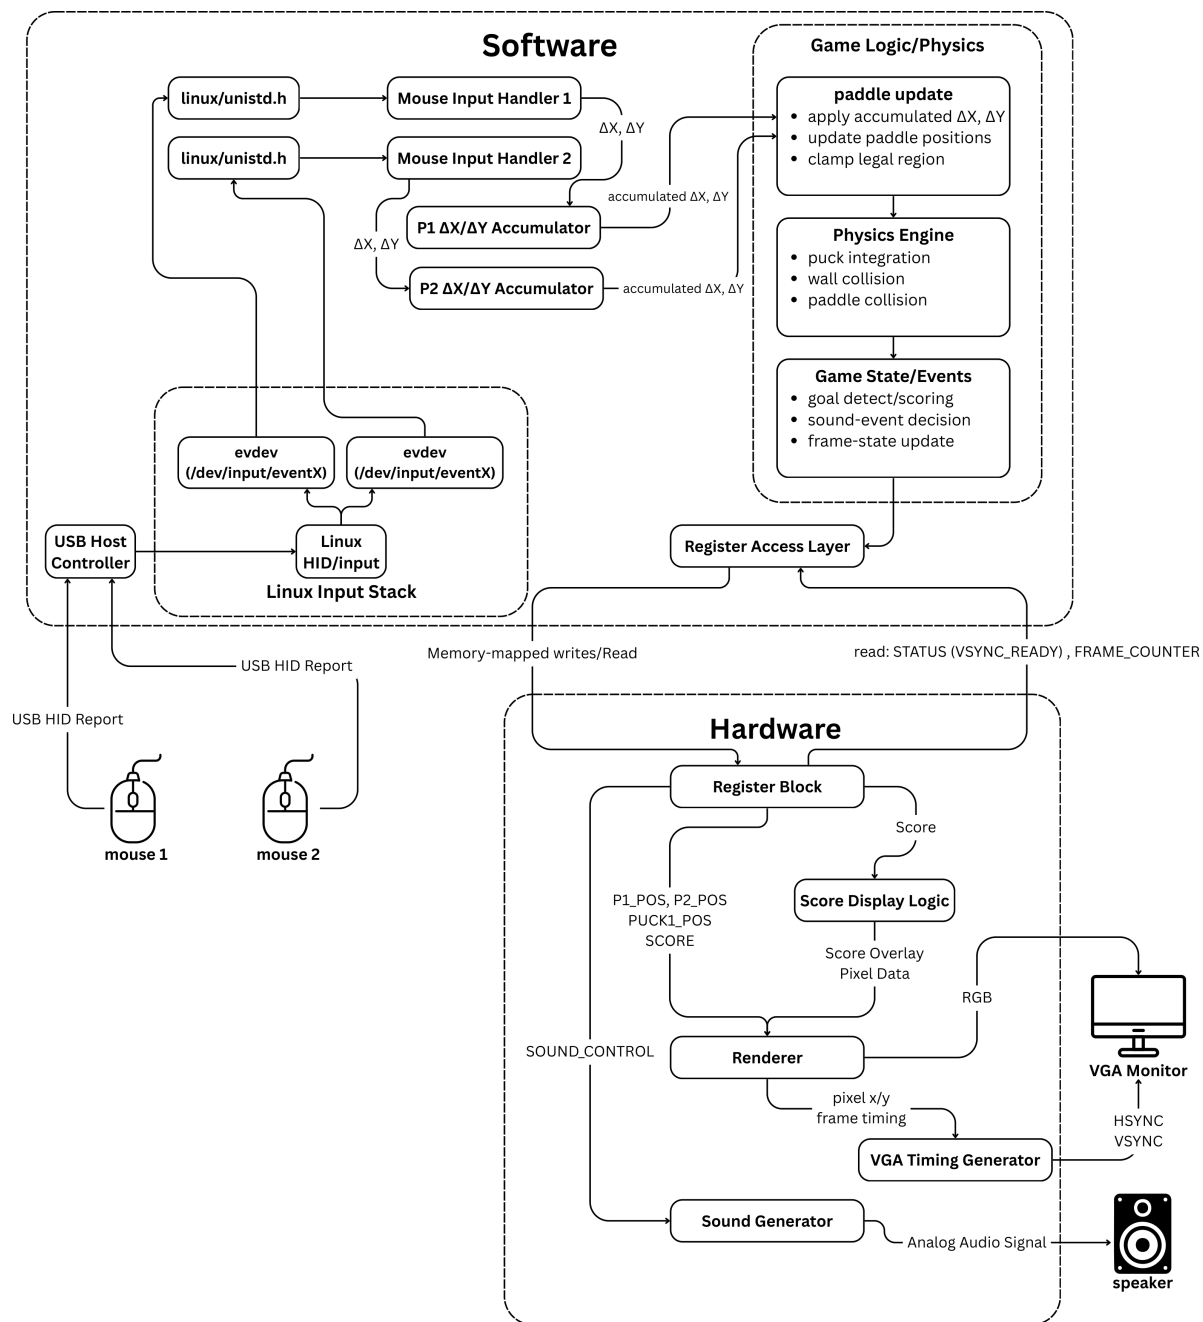 Software
Game Logic/Physics
linux/unistd.h
Mouse Input Handler 1
ΔX, ΔY
linux/unistd.h
Mouse Input Handler 2
ΔX, ΔY
P1 ΔX/ΔY Accumulator
accumulated ΔX, ΔY
P2 ΔX/ΔY Accumulator
accumulated ΔX, ΔY
paddle update
• apply accumulated ΔX, ΔY
• update paddle positions
• clamp legal region
Physics Engine
• puck integration
• wall collision
• paddle collision
Game State/Events
• goal detect/scoring
• sound-event decision
• frame-state update
evdev
(/dev/input/eventX)
evdev
(/dev/input/eventX)
USB Host
Controller
Linux
HID/input
Linux Input Stack
Register Access Layer
Memory-mapped writes/Read
read: STATUS (VSYNC_READY) , FRAME_COUNTER
USB HID Report
USB HID Report
mouse 1
mouse 2
Hardware
Register Block
Score
P1_POS, P2_POS
PUCK1_POS
SCORE
Score Display Logic
Score Overlay
Pixel Data
RGB
SOUND_CONTROL
Renderer
VGA Monitor
pixel x/y
frame timing
HSYNC
VSYNC
VGA Timing Generator
Sound Generator
Analog Audio Signal
speaker